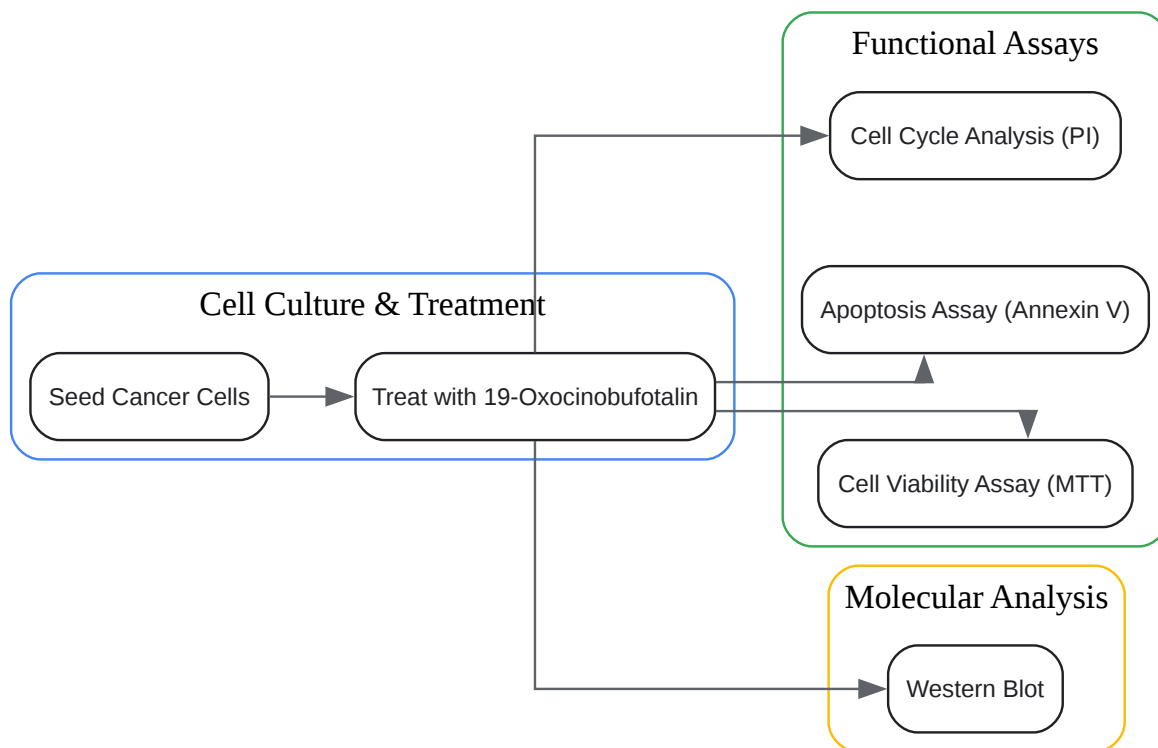 Functional Assays
Cell Cycle Analysis (PI)
Cell Culture & Treatment
Apoptosis Assay (Annexin V)
Seed Cancer Cells
Treat with 19-Oxocinobufotalin
Cell Viability Assay (MTT)
Molecular Analysis
Western Blot